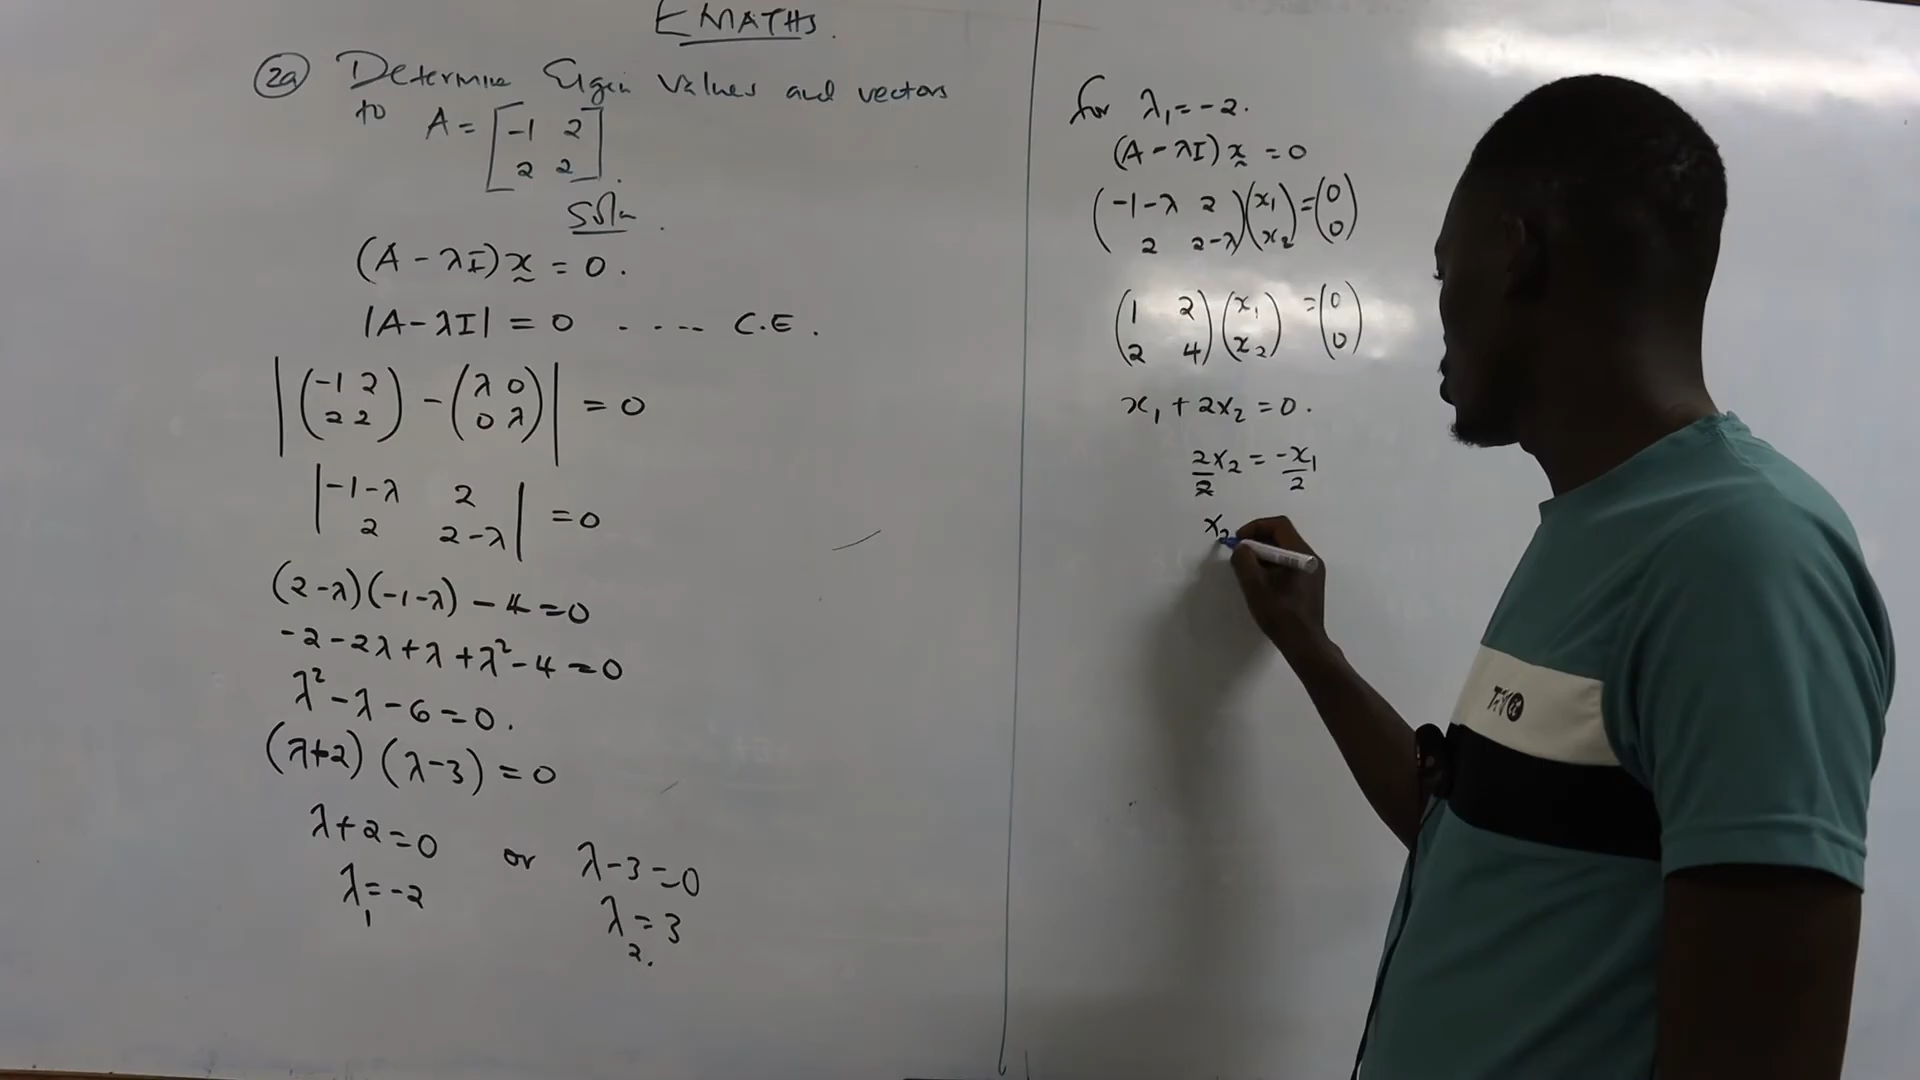 E MATHS.
2a Determine Eigen Values and vectors
to A = [-1 2
2 2].
Soln.
(A - λI)x = 0.
|A - λI| = 0 ..... C.E.
|(-1 2
2 2) - (λ 0
0 λ)| = 0
|-1-λ 2
2 2-λ| = 0
(2-λ)(-1-λ) - 4 = 0
-2 - 2λ + λ + λ² - 4 = 0
λ² - λ - 6 = 0.
(λ+2)(λ-3) = 0
λ+2 = 0 or λ-3 = 0
λ₁ = -2 λ₂ = 3.
for λ₁ = -2.
(A - λI)x = 0
(-1-λ 2
2 2-λ)(x₁
x₂) = (0
0)
(1 2
2 4)(x₁
x₂) = (0
0)
x₁ + 2x₂ = 0.
2x₂/2 = -x₁/2
x₂